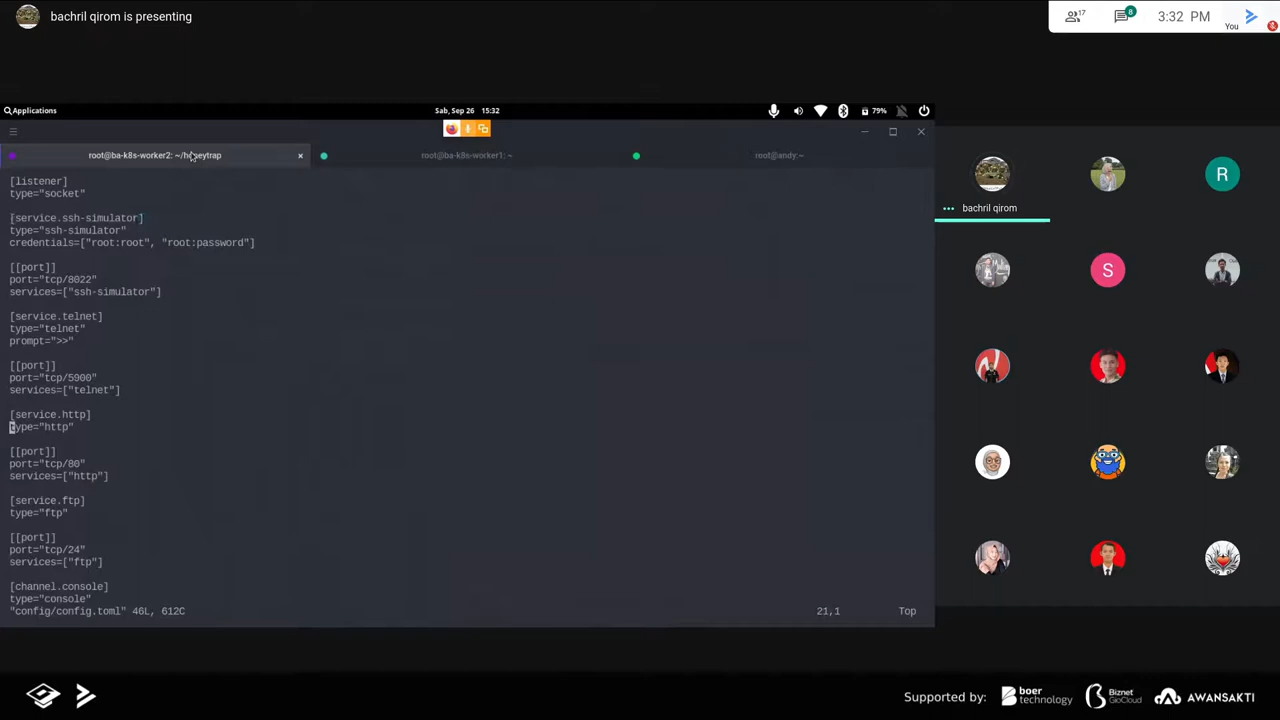 bachril qirom is presenting
17
8
3:32 PM
You
Applications
Sab, Sep 26 15:32
79%
root@ba-k8s-worker2: ~/honeytrap
root@ba-k8s-worker1: ~
root@andy:~
[listener]
type="socket"
[service.ssh-simulator]
type="ssh-simulator"
credentials=["root:root", "root:password"]
[[port]]
port="tcp/8022"
services=["ssh-simulator"]
[service.telnet]
type="telnet"
prompt=">>"
[[port]]
port="tcp/5900"
services=["telnet"]
[service.http]
type="http"
[[port]]
port="tcp/80"
services=["http"]
[service.ftp]
type="ftp"
[[port]]
port="tcp/24"
services=["ftp"]
[channel.console]
type="console"
"config/config.toml" 46L, 612C
21,1
Top
bachril qirom
R
S
Supported by:
boer
technology
Biznet
GioCloud
AWANSAKTI